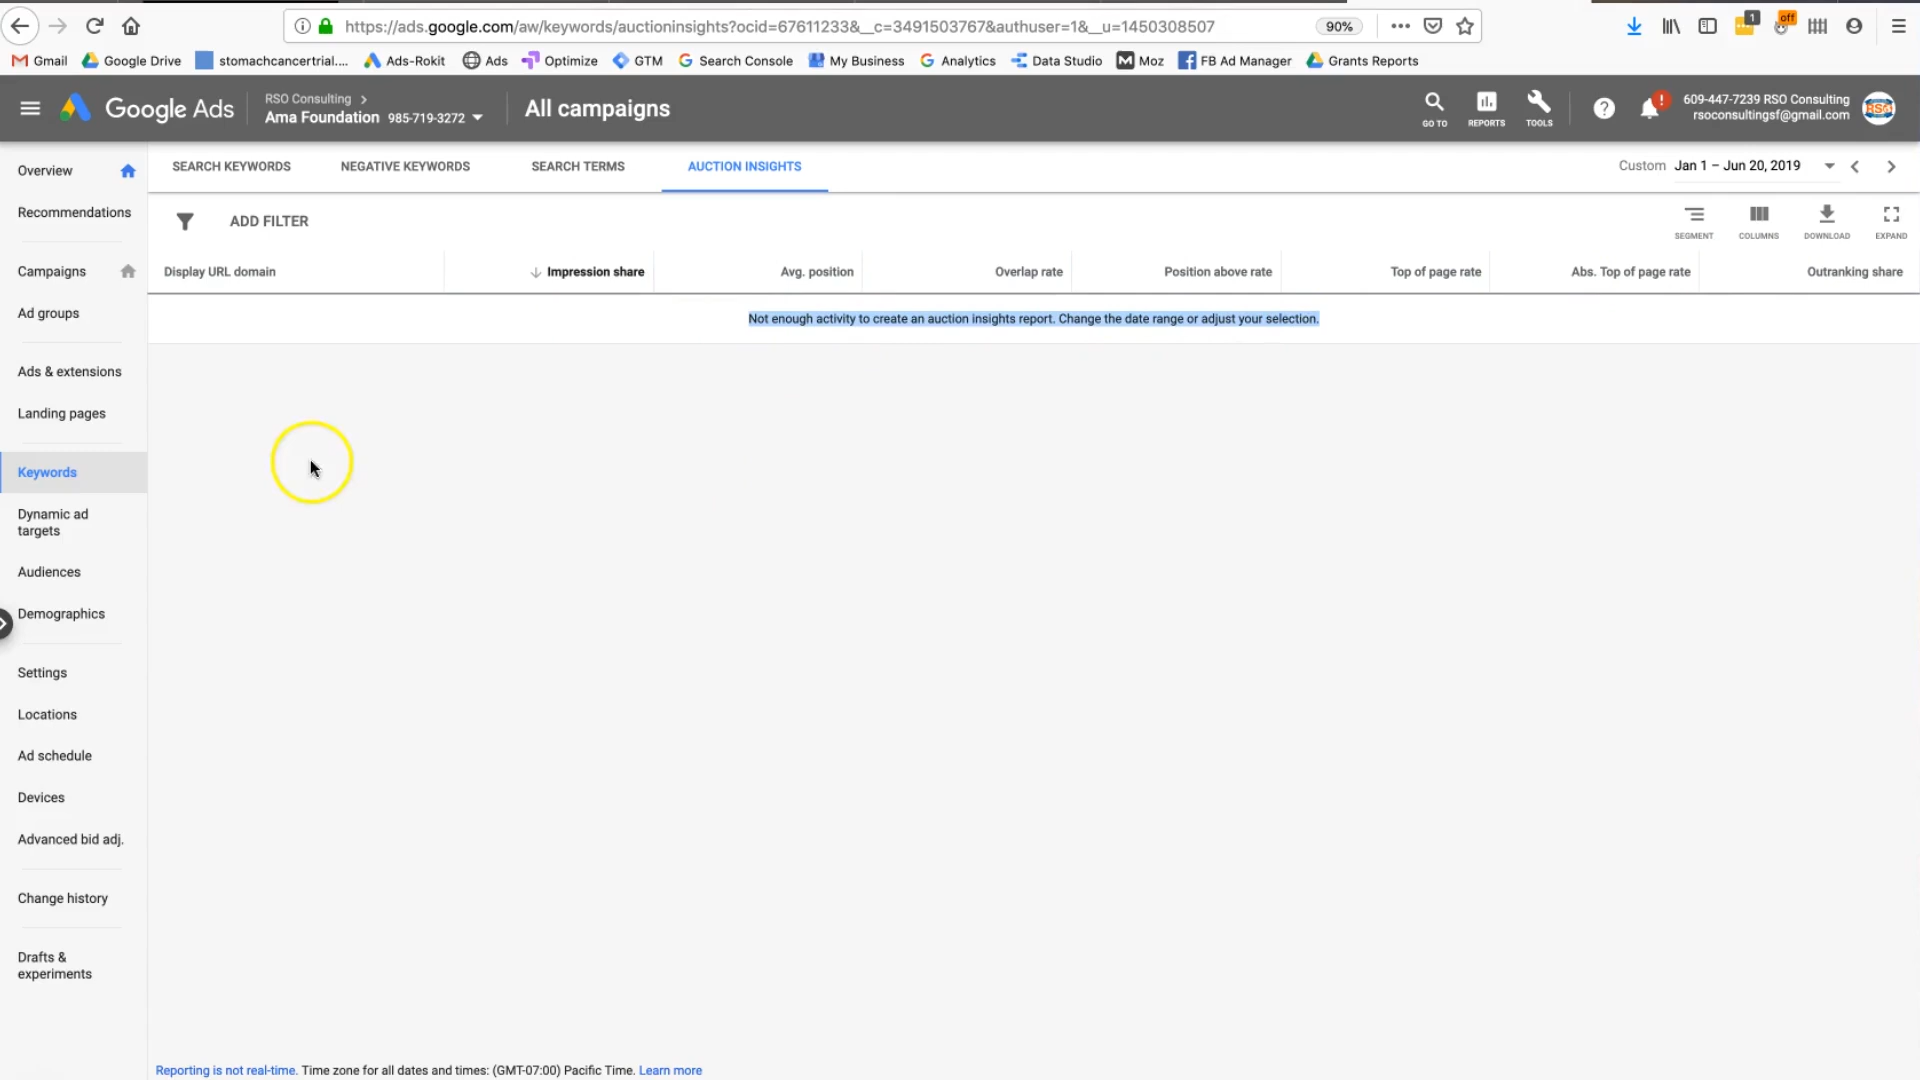 https://ads.google.com/aw/keywords/auctioninsights?ocid=67611233&__c=3491503767&authuser=1&__u=1450308507
90%
1
off
Gmail
Google Drive
stomachcancertrial....
Ads-Rokit
Ads
Optimize
GTM
Search Console
My Business
Analytics
Data Studio
Moz
FB Ad Manager
Grants Reports
Google Ads
RSO Consulting
Ama Foundation 985-719-3272
All campaigns
GO TO
REPORTS
TOOLS
!
609-447-7239 RSO Consulting
rsoconsultingsf@gmail.com
RSO
Overview
Recommendations
Campaigns
Ad groups
Ads & extensions
Landing pages
Keywords
Dynamic ad
targets
Audiences
Demographics
Settings
Locations
Ad schedule
Devices
Advanced bid adj.
Change history
Drafts &
experiments
SEARCH KEYWORDS
NEGATIVE KEYWORDS
SEARCH TERMS
AUCTION INSIGHTS
Custom Jan 1 – Jun 20, 2019
ADD FILTER
SEGMENT
COLUMNS
DOWNLOAD
EXPAND
Display URL domain
Impression share
Avg. position
Overlap rate
Position above rate
Top of page rate
Abs. Top of page rate
Outranking share
Not enough activity to create an auction insights report. Change the date range or adjust your selection.
Reporting is not real-time. Time zone for all dates and times: (GMT-07:00) Pacific Time. Learn more